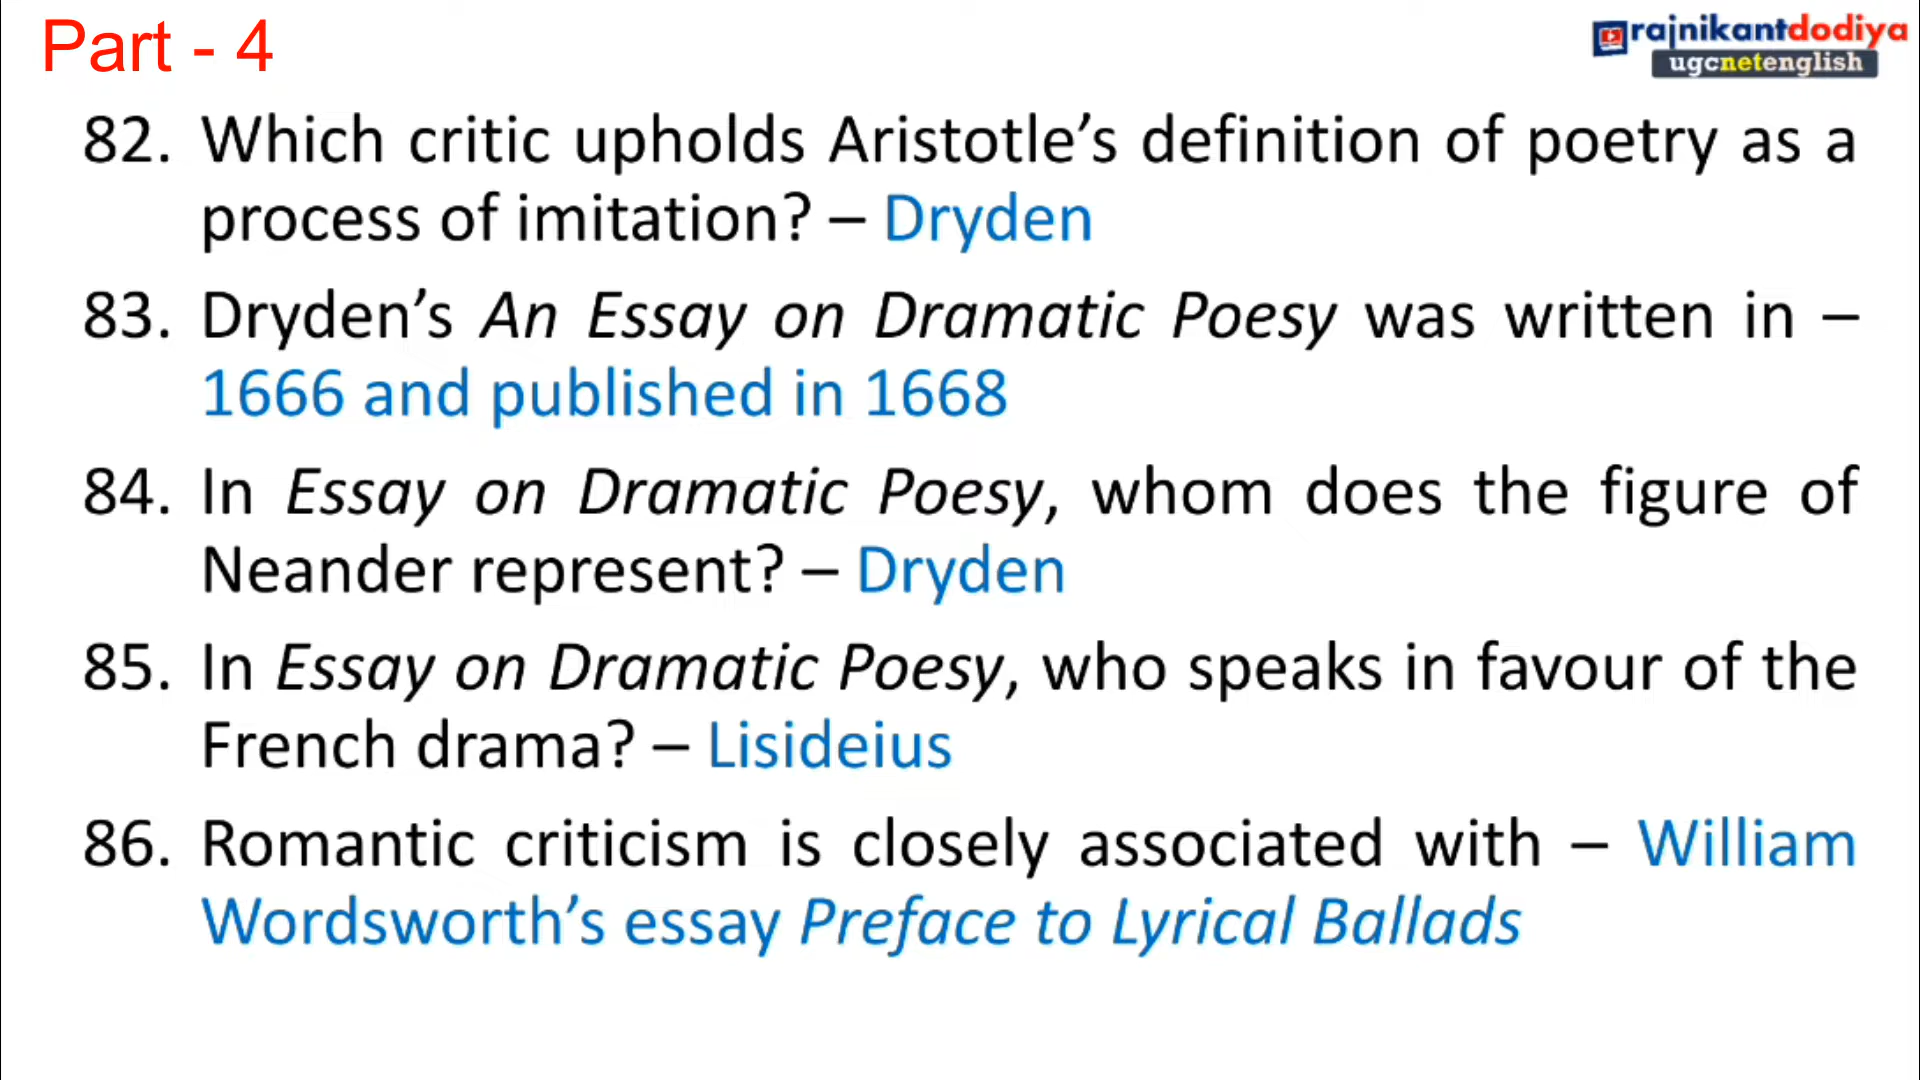 Part - 4
rajnikantdodiya
ugcnetenglish
82. Which critic upholds Aristotle’s definition of poetry as a
process of imitation? – Dryden
83. Dryden’s An Essay on Dramatic Poesy was written in –
1666 and published in 1668
84. In Essay on Dramatic Poesy, whom does the figure of
Neander represent? – Dryden
85. In Essay on Dramatic Poesy, who speaks in favour of the
French drama? – Lisideius
86. Romantic criticism is closely associated with – William
Wordsworth’s essay Preface to Lyrical Ballads